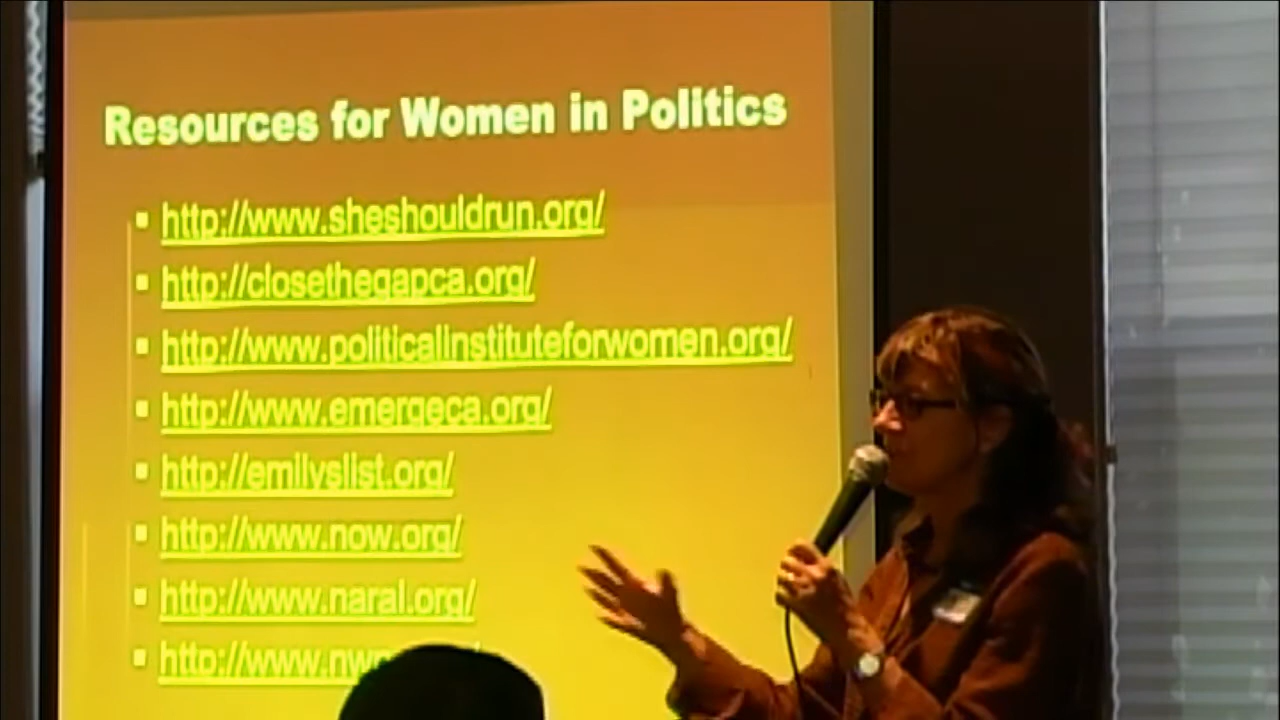 Resources for Women in Politics
http://www.sheshouldrun.org/
http://closethegapca.org/
http://www.politicalinstituteforwomen.org/
http://www.emergeca.org/
http://emilyslist.org/
http://www.now.org/
http://www.naral.org/